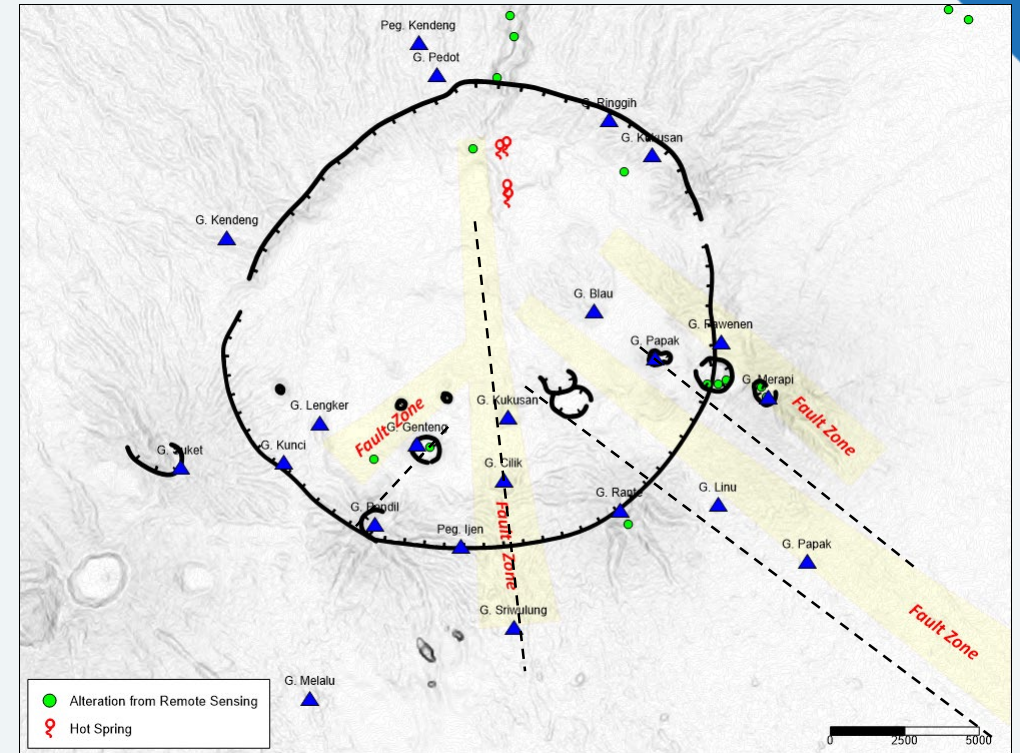 Peg. Kendeng
G. Pedot
G. Ringgih
G. Kukusan
G. Kendeng
G. Blau
G. Rawenen
G. Papak
G. Merapi
G. Lengker
G. Kukusan
Fault Zone
Fault Zone
G. Genteng
G. Suket
G. Kunci
G. Cilik
G. Rante
G. Linu
G. Pendil
Peg. Ijen
Fault Zone
G. Papak
G. Sriwulung
Fault Zone
G. Melalu
Alteration from Remote Sensing
Hot Spring
0 2500 5000